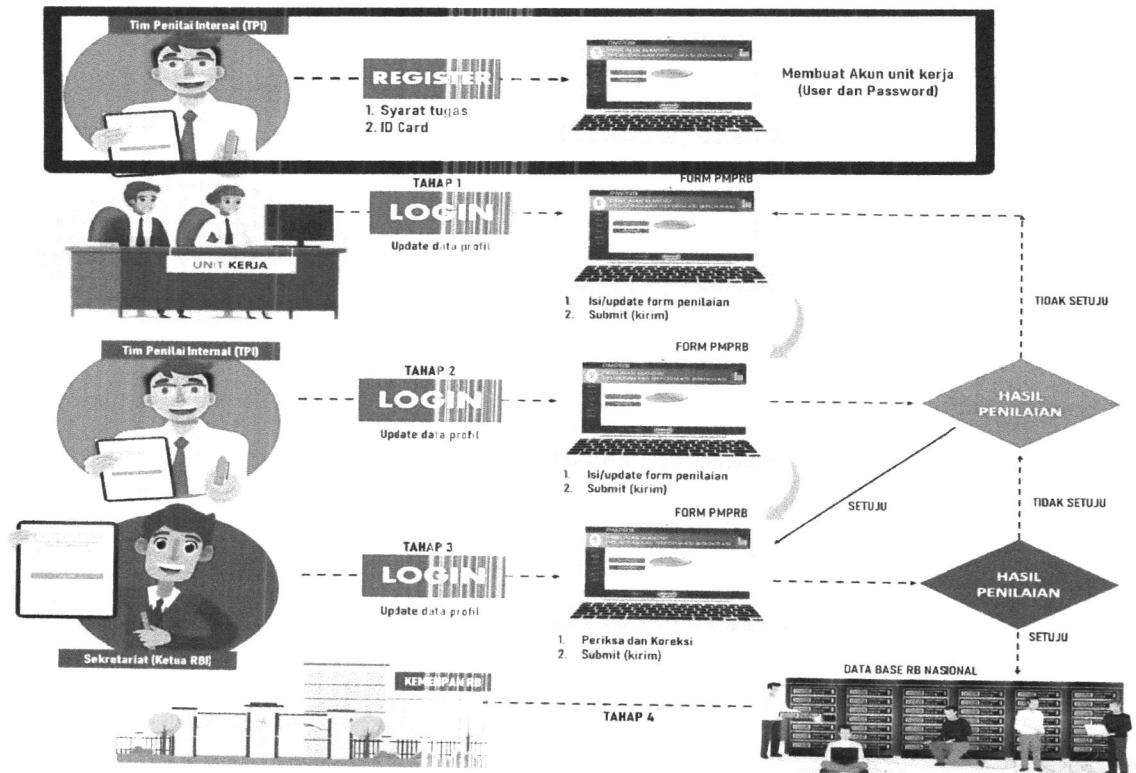 Tim Penilai Internal (TPI)
REGISTER
1. Syarat tugas
2. ID Card
Membuat Akun unit kerja
(User dan Password)
TAHAP 1
LOGIN
Update data profil
UNIT KERJA
FORM PMPRB
1. Isi/update form penilaian
2. Submit (kirim)
TIDAK SETUJU
Tim Penilai Internal (TPI)
TAHAP 2
LOGIN
Update data profil
FORM PMPRB
1. Isi/update form penilaian
2. Submit (kirim)
HASIL
PENILAIAN
SETUJU
TIDAK SETUJU
TAHAP 3
LOGIN
Update data profil
FORM PMPRB
1. Periksa dan Koreksi
2. Submit (kirim)
HASIL
PENILAIAN
SETUJU
Sekretariat (Ketua RBI)
KEMENPAN RB
TAHAP 4
DATA BASE RB NASIONAL